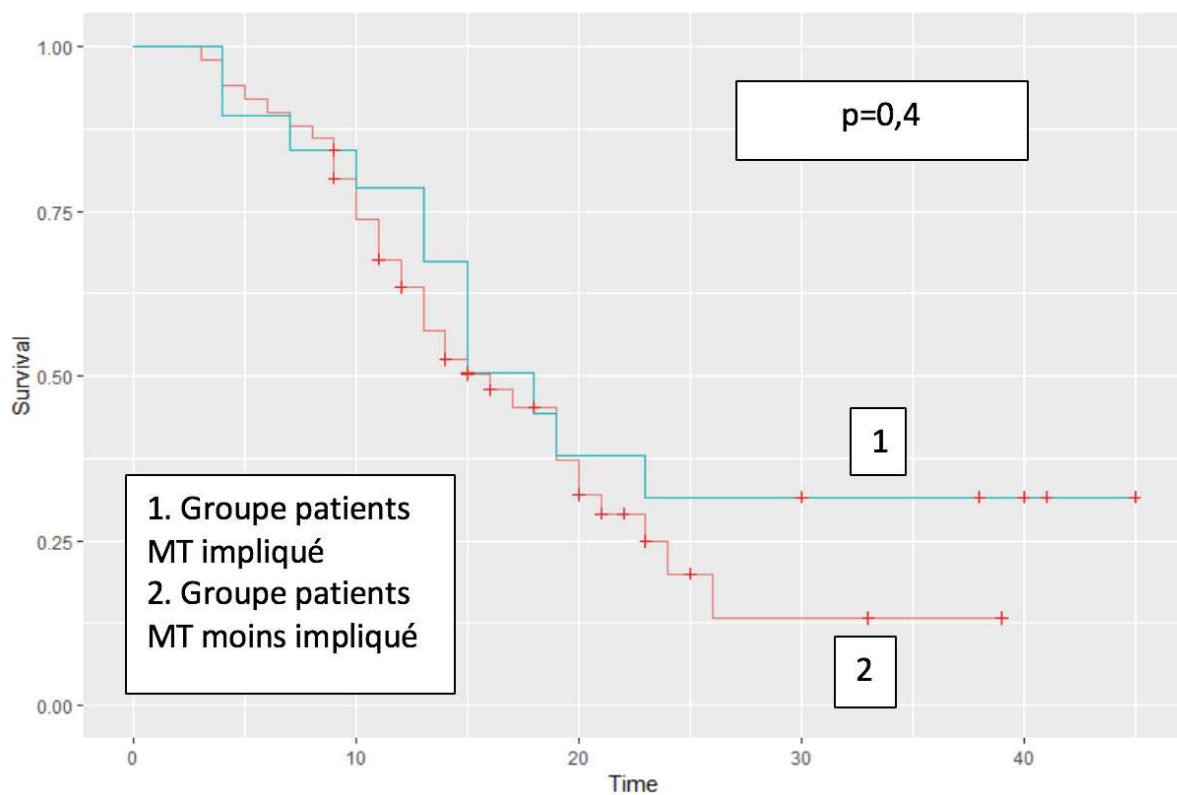 1.00
0.75
0.50
0.25
0.00
Survival
p=0,4
1
1. Groupe patients
MT impliqué
2. Groupe patients
MT moins impliqué
2
0
10
20
30
40
Time